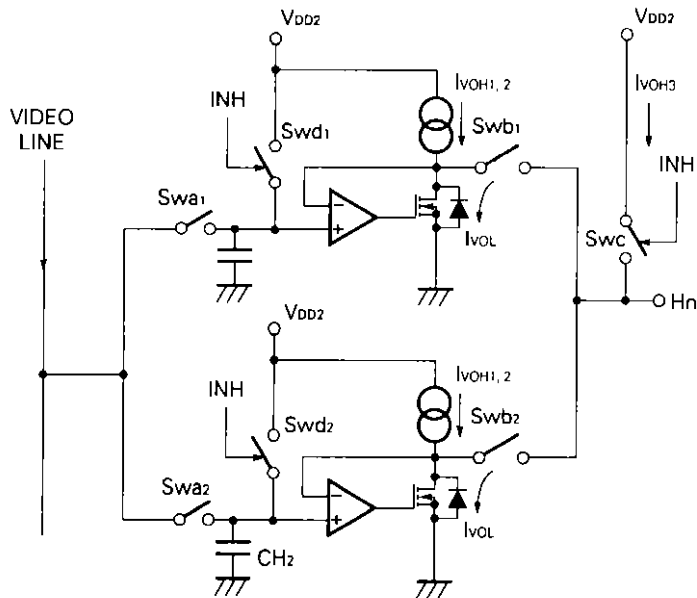 VDD2
VDD2
IVOH1, 2
IVOH3
INH
Swd1
Swb1
VIDEO
LINE
INH
Swa1
-
+
Swc
IVOL
Hn
VDD2
INH
Swd2
IVOH1, 2
Swb2
Swa2
-
+
CH2
IVOL